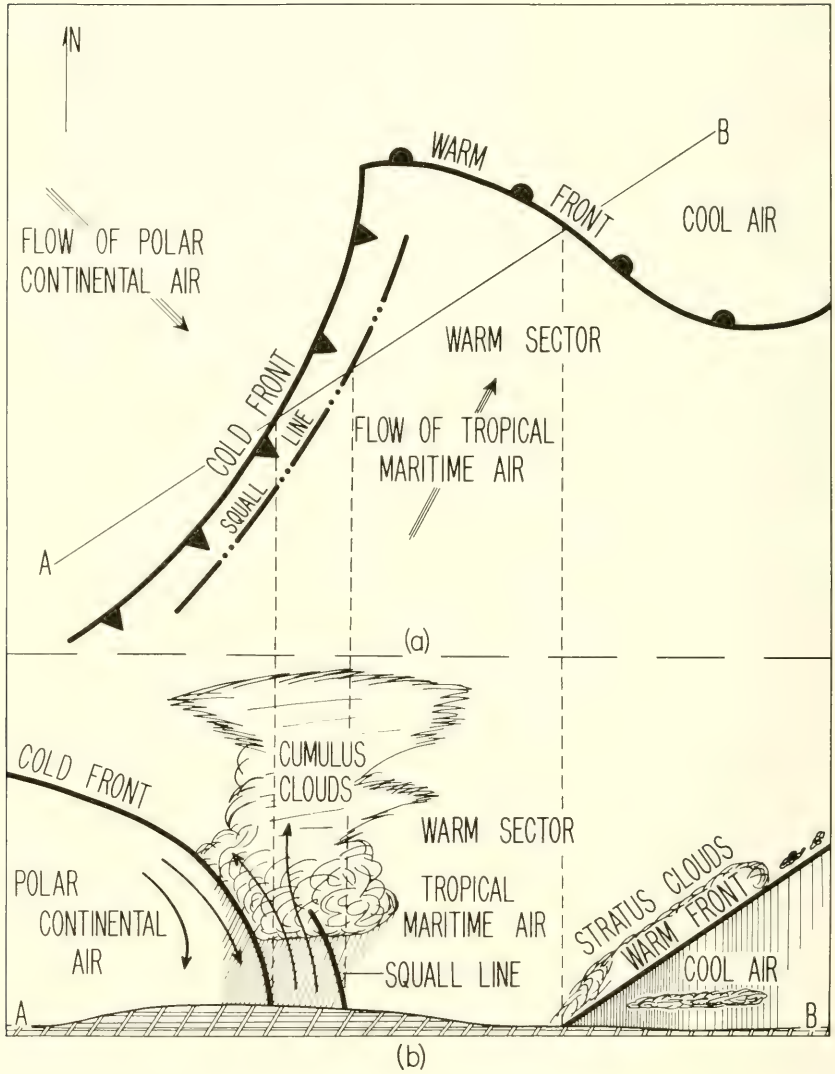 N
WARM
FRONT
B
COOL AIR
FLOW OF POLAR
CONTINENTAL AIR
WARM SECTOR
COLD FRONT
SQUALL LINE
FLOW OF TROPICAL
MARITIME AIR
A
(a)
COLD FRONT
CUMULUS
CLOUDS
WARM SECTOR
POLAR
CONTINENTAL
AIR
TROPICAL
MARITIME AIR
SQUALL LINE
STRATUS CLOUDS
WARM FRONT
COOL AIR
A
B
(b)